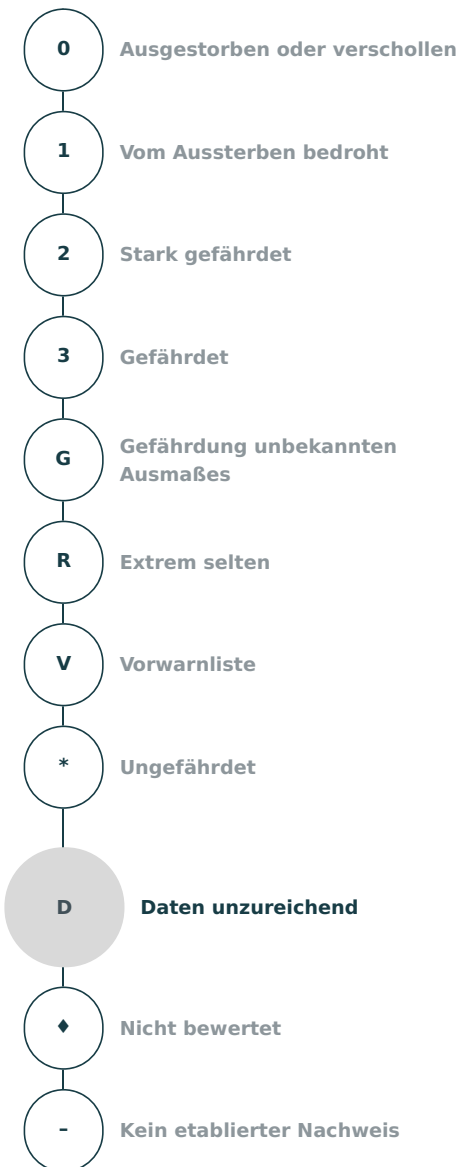 0 Ausgestorben oder verschollen
1 Vom Aussterben bedroht
2 Stark gefährdet
3 Gefährdet
G Gefährdung unbekannten
Ausmaßes
R Extrem selten
V Vorwarnliste
* Ungefährdet
D Daten unzureichend
♦ Nicht bewertet
– Kein etablierter Nachweis